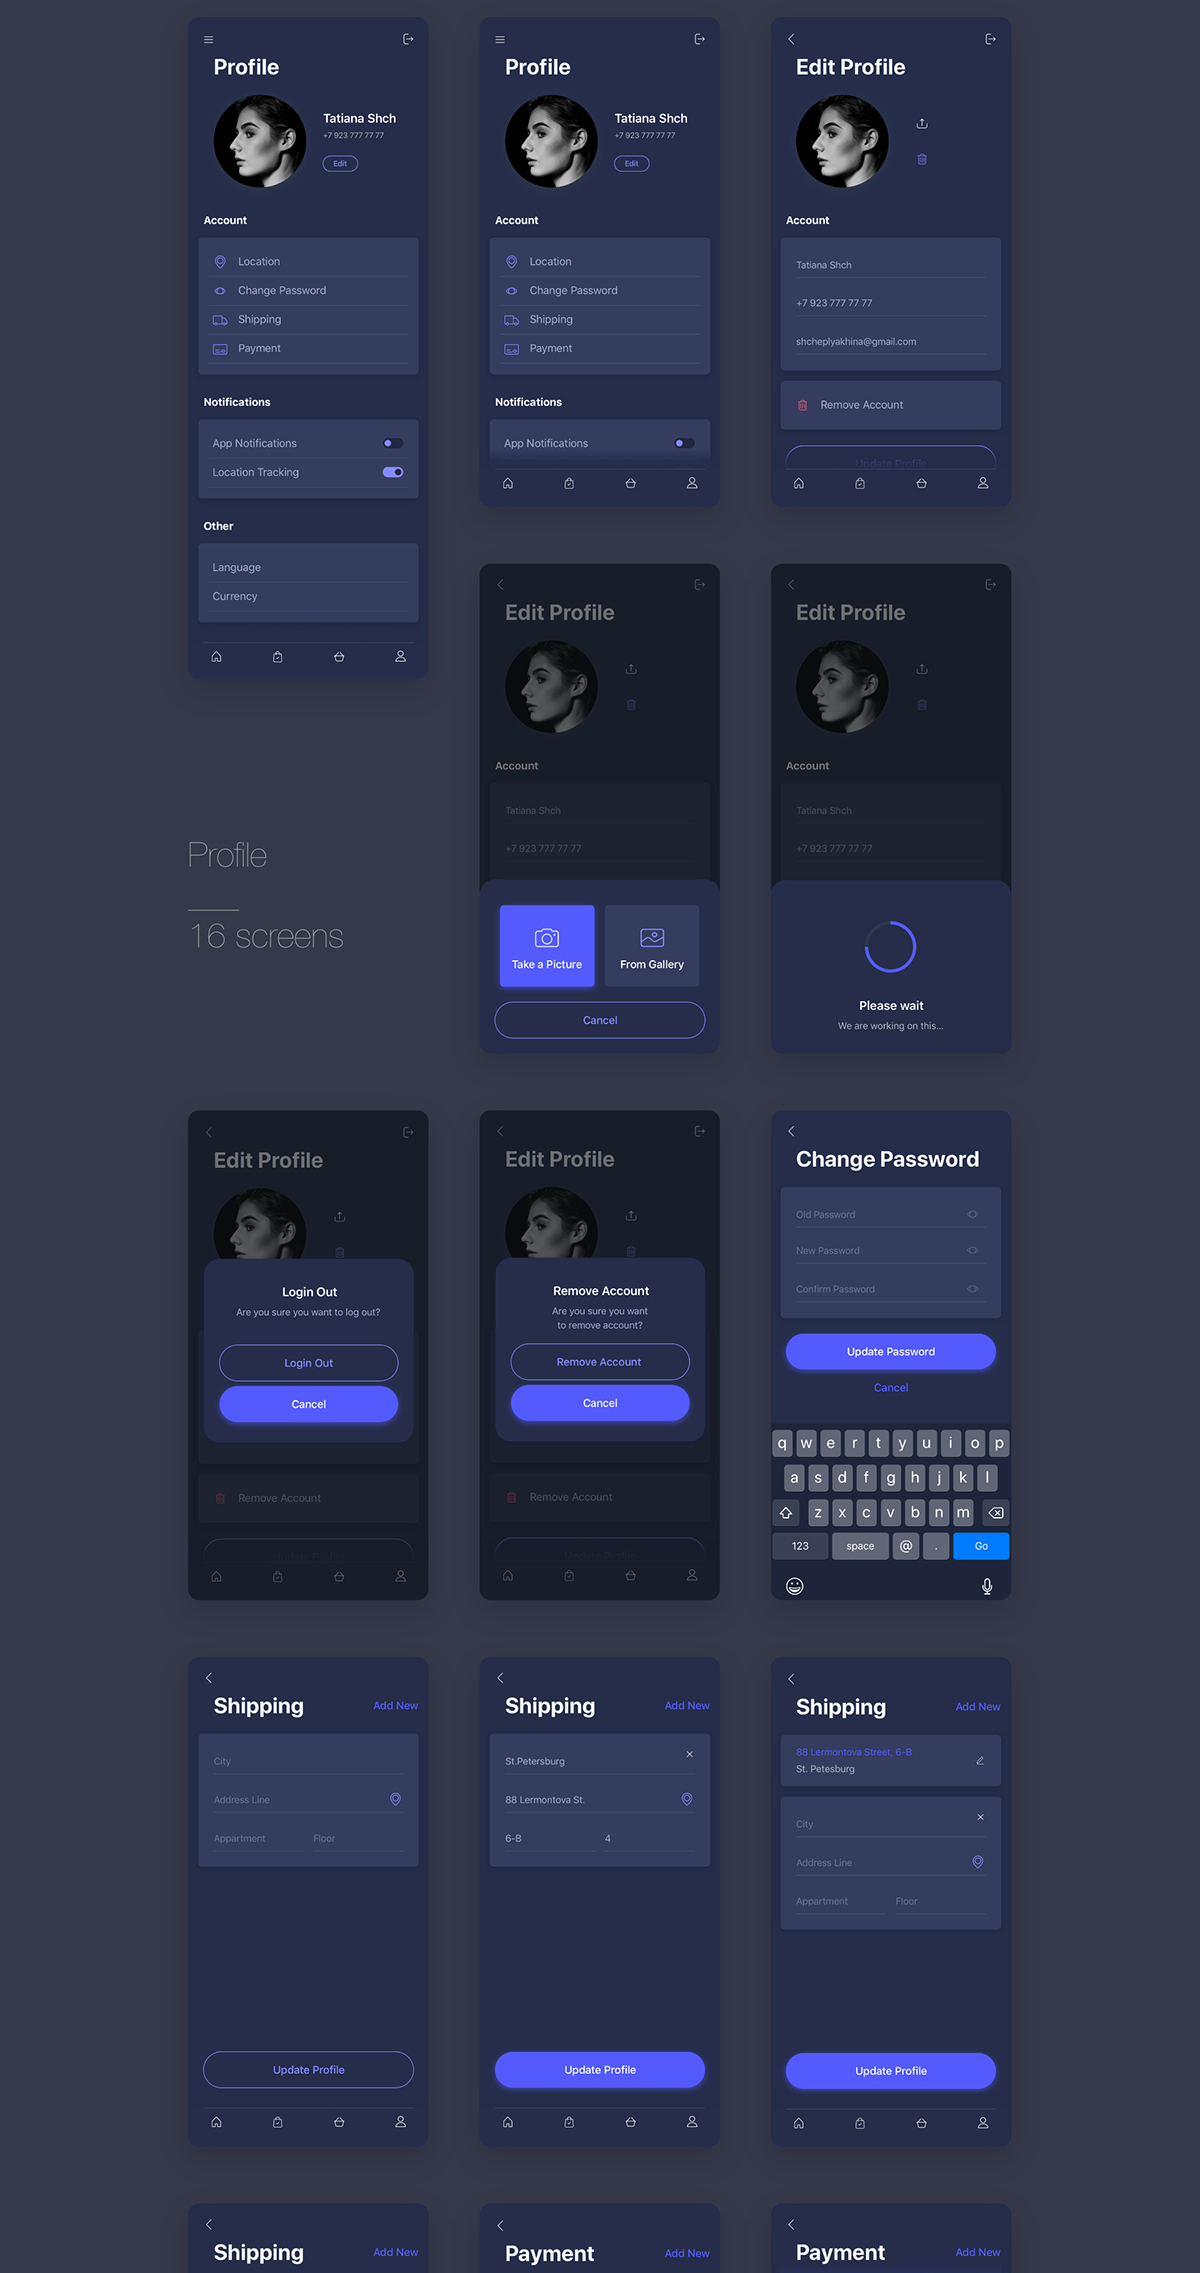 Profile
Tatiana Shch
+7 923 777 77 77
Edit
Account
Location
Change Password
Shipping
Payment
Notifications
App Notifications
Location Tracking
Other
Language
Currency
Profile
Tatiana Shch
+7 923 777 77 77
Edit
Account
Location
Change Password
Shipping
Payment
Notifications
App Notifications
Edit Profile
Account
Tatiana Shch
+7 923 777 77 77
shcheplyakhina@gmail.com
Remove Account
Update Profile
Profile
16 screens
Edit Profile
Account
Tatiana Shch
+7 923 777 77 77
Take a Picture
From Gallery
Cancel
Edit Profile
Account
Tatiana Shch
+7 923 777 77 77
Please wait
We are working on this...
Edit Profile
Login Out
Are you sure you want to log out?
Login Out
Cancel
Remove Account
Update Profile
Edit Profile
Remove Account
Are you sure you want
to remove account?
Remove Account
Cancel
Remove Account
Update Profile
Change Password
Old Password
New Password
Confirm Password
Update Password
Cancel
q w e r t y u i o p
a s d f g h j k l
z x c v b n m
123 space @ . Go
Shipping
Add New
City
Address Line
Appartment Floor
Update Profile
Shipping
Add New
St.Petersburg
88 Lermontova St.
6-B 4
Update Profile
Shipping
Add New
88 Lermontova Street, 6-B
St. Petesburg
City
Address Line
Appartment Floor
Update Profile
Shipping
Add New
Payment
Add New
Payment
Add New